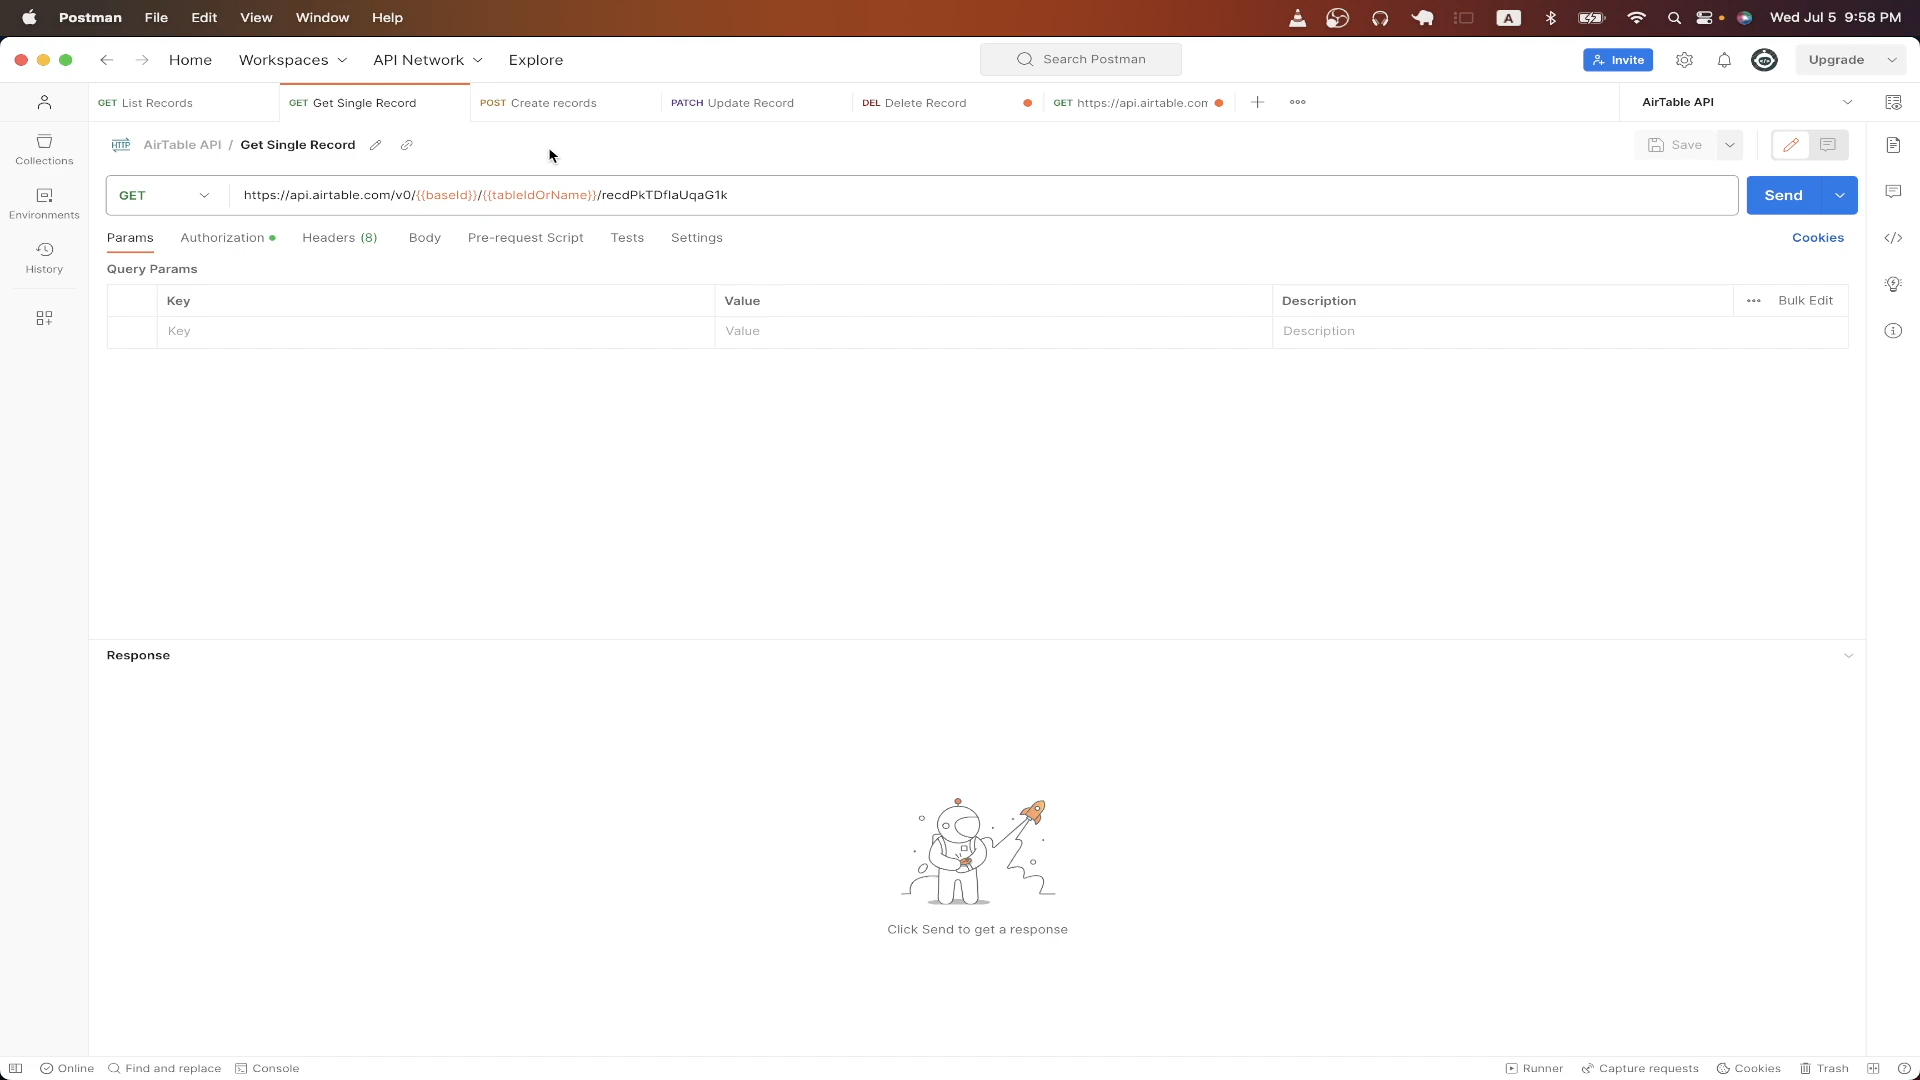 Postman File Edit View Window Help A Wed Jul 5 9:58 PM
Home Workspaces API Network Explore Search Postman Invite Upgrade
GET List Records GET Get Single Record POST Create records PATCH Update Record DEL Delete Record GET https://api.airtable.com AirTable API
HTTP AirTable API / Get Single Record Save
Collections
GET https://api.airtable.com/v0/{{baseId}}/{{tableIdOrName}}/recdPkTDflaUqaG1k Send
Environments
Params Authorization Headers (8) Body Pre-request Script Tests Settings Cookies
History
Query Params
Key Value Description Bulk Edit
Key Value Description
Response
Click Send to get a response
Online Find and replace Console Runner Capture requests Cookies Trash